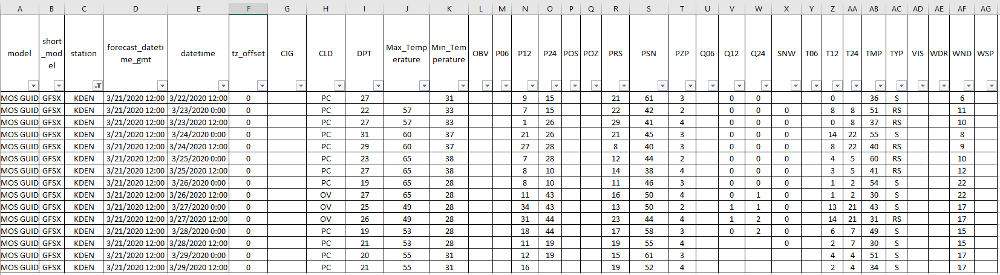 A B C D E F G H I J K L M N O P Q R S T U V W X Y Z AA AB AC AD AE AF AG
model short_model station forecast_datetime_gmt datetime tz_offset CIG CLD DPT Max_Temperature Min_Temperature OBV P06 P12 P24 POS POZ PRS PSN PZP Q06 Q12 Q24 SNW T06 T12 T24 TMP TYP VIS WDR WND WSP
MOS GUID GFSX KDEN 3/21/2020 12:00 3/22/2020 12:00 0 PC 27 31 9 15 21 61 3 0 0 0 36 S 6
MOS GUID GFSX KDEN 3/21/2020 12:00 3/23/2020 0:00 0 PC 22 57 33 7 15 22 42 2 0 0 0 8 8 51 RS 11
MOS GUID GFSX KDEN 3/21/2020 12:00 3/23/2020 12:00 0 PC 27 57 33 1 26 29 41 4 0 0 0 0 8 37 RS 10
MOS GUID GFSX KDEN 3/21/2020 12:00 3/24/2020 0:00 0 PC 31 60 37 21 26 21 45 3 0 0 0 14 22 55 S 8
MOS GUID GFSX KDEN 3/21/2020 12:00 3/24/2020 12:00 0 PC 29 60 37 27 28 8 40 3 0 0 0 8 22 40 RS 9
MOS GUID GFSX KDEN 3/21/2020 12:00 3/25/2020 0:00 0 PC 23 65 38 7 28 12 44 2 0 0 0 4 5 60 RS 10
MOS GUID GFSX KDEN 3/21/2020 12:00 3/25/2020 12:00 0 PC 27 65 38 8 10 14 38 4 0 0 0 3 5 41 RS 12
MOS GUID GFSX KDEN 3/21/2020 12:00 3/26/2020 0:00 0 PC 19 65 28 8 10 11 46 3 0 0 0 1 2 54 S 22
MOS GUID GFSX KDEN 3/21/2020 12:00 3/26/2020 12:00 0 OV 27 65 28 11 43 16 50 4 0 1 0 1 2 30 S 22
MOS GUID GFSX KDEN 3/21/2020 12:00 3/27/2020 0:00 0 OV 25 49 28 34 43 13 50 2 1 1 0 13 21 43 S 17
MOS GUID GFSX KDEN 3/21/2020 12:00 3/27/2020 12:00 0 OV 26 49 28 31 44 23 44 4 1 2 0 14 21 31 RS 17
MOS GUID GFSX KDEN 3/21/2020 12:00 3/28/2020 0:00 0 PC 19 53 28 18 44 17 58 3 0 2 0 6 7 49 S 15
MOS GUID GFSX KDEN 3/21/2020 12:00 3/28/2020 12:00 0 PC 21 53 28 11 19 19 55 4 0 2 7 30 S 15
MOS GUID GFSX KDEN 3/21/2020 12:00 3/29/2020 0:00 0 PC 20 55 31 12 19 15 61 3 4 4 51 S 17
MOS GUID GFSX KDEN 3/21/2020 12:00 3/29/2020 12:00 0 PC 21 55 31 16 19 52 4 2 4 34 S 17